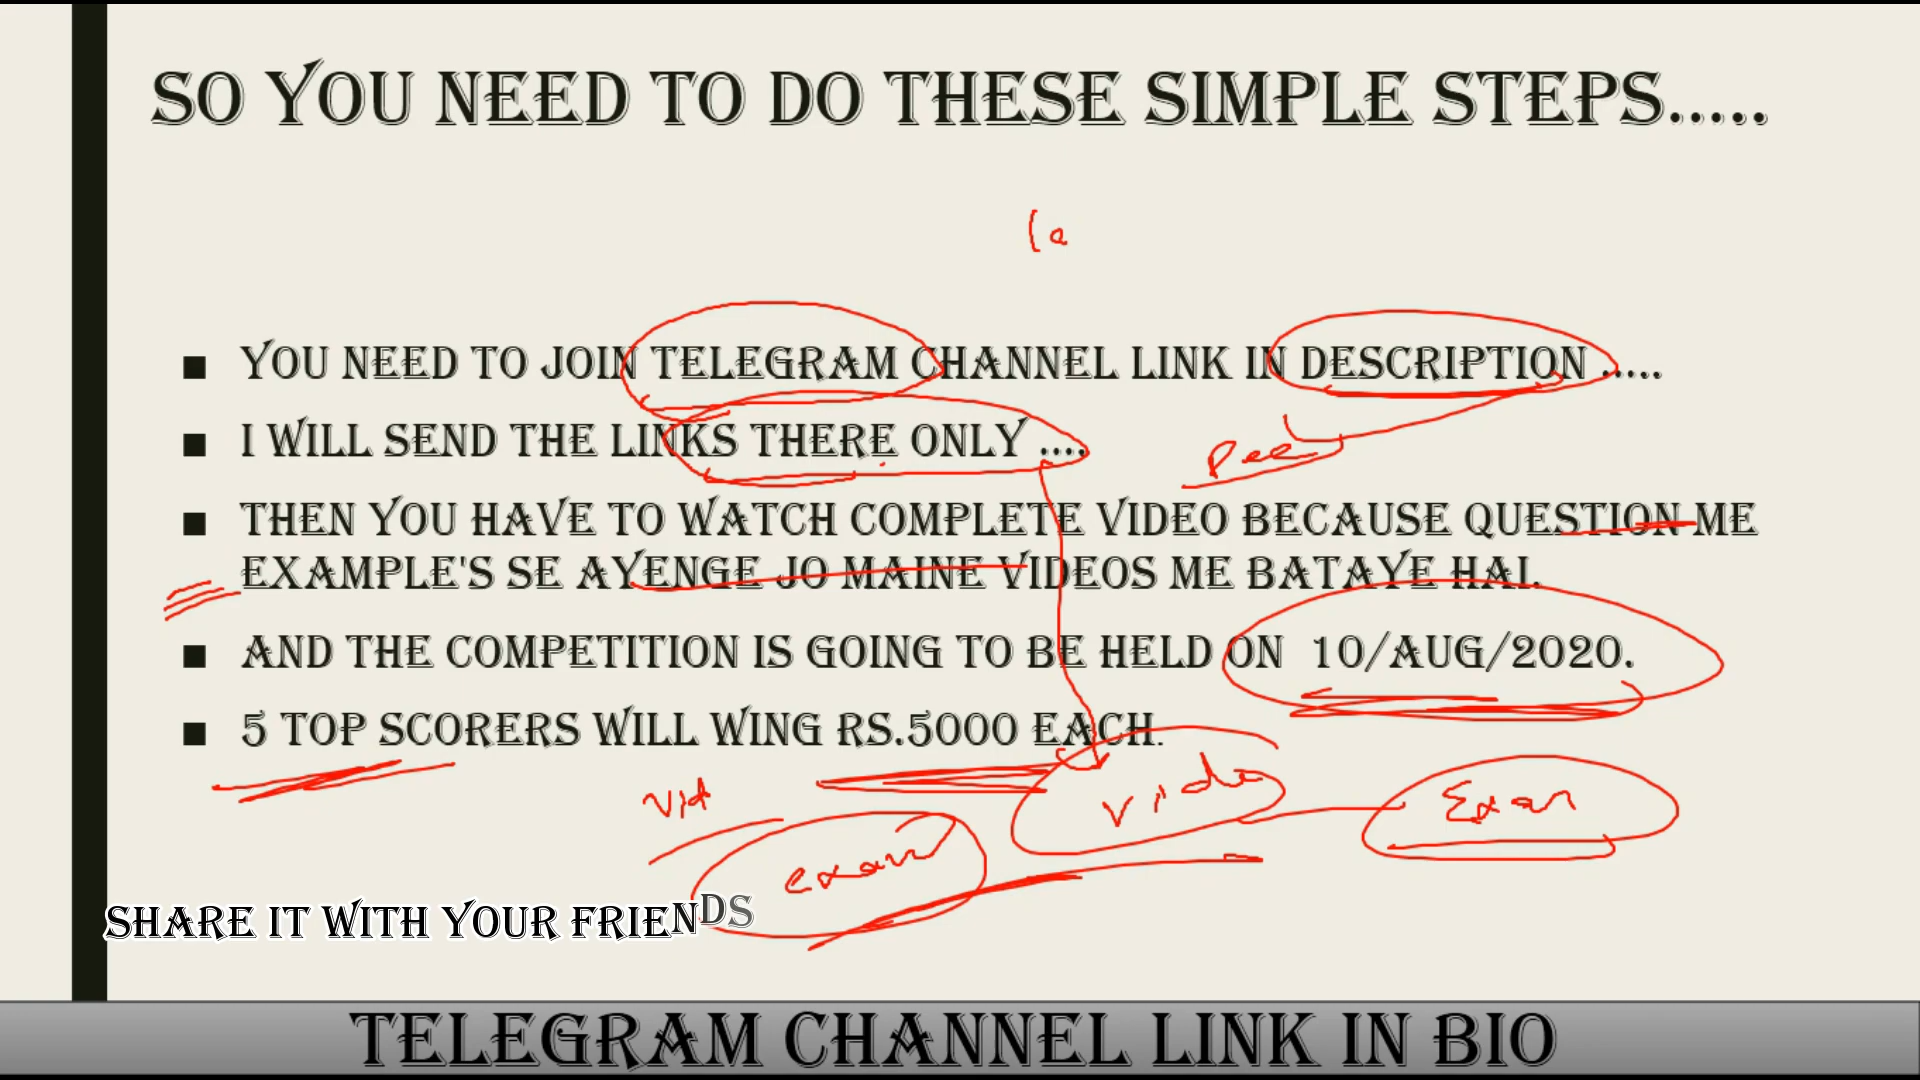 SO YOU NEED TO DO THESE SIMPLE STEPS.....
YOU NEED TO JOIN TELEGRAM CHANNEL LINK IN DESCRIPTION .....
I WILL SEND THE LINKS THERE ONLY ....
THEN YOU HAVE TO WATCH COMPLETE VIDEO BECAUSE QUESTION ME
EXAMPLE'S SE AYENGE JO MAINE VIDEOS ME BATAYE HAI.
AND THE COMPETITION IS GOING TO BE HELD ON 10/AUG/2020.
5 TOP SCORERS WILL WING RS.5000 EACH.
Video
Exam
exam
SHARE IT WITH YOUR FRIENDS
TELEGRAM CHANNEL LINK IN BIO